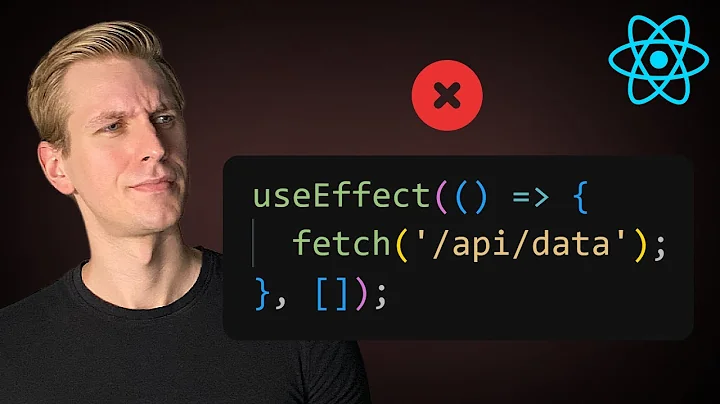 useEffect(() => {
fetch('/api/data');
}, []);